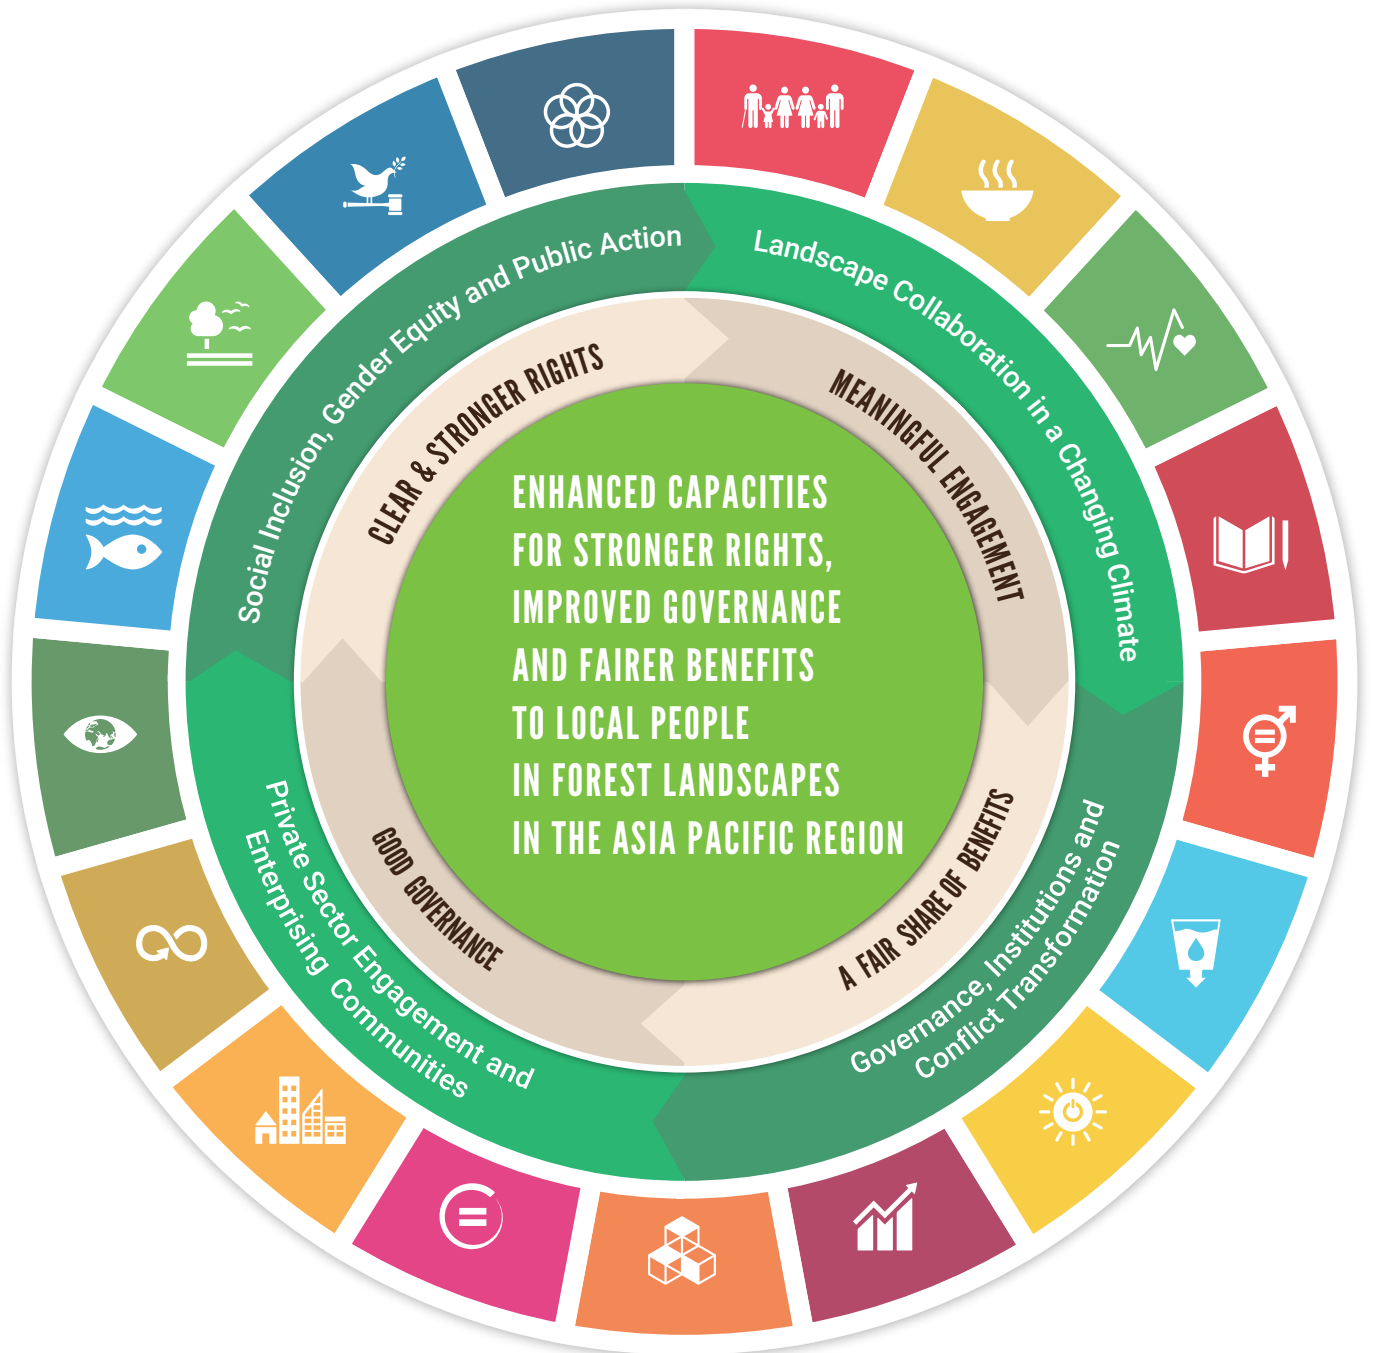 Social Inclusion, Gender Equity and Public Action
Landscape Collaboration in a Changing Climate
Governance, Institutions and
Conflict Transformation
Private Sector Engagement and
Enterprising Communities
CLEAR & STRONGER RIGHTS
MEANINGFUL ENGAGEMENT
A FAIR SHARE OF BENEFITS
GOOD GOVERNANCE
ENHANCED CAPACITIES
FOR STRONGER RIGHTS,
IMPROVED GOVERNANCE
AND FAIRER BENEFITS
TO LOCAL PEOPLE
IN FOREST LANDSCAPES
IN THE ASIA PACIFIC REGION